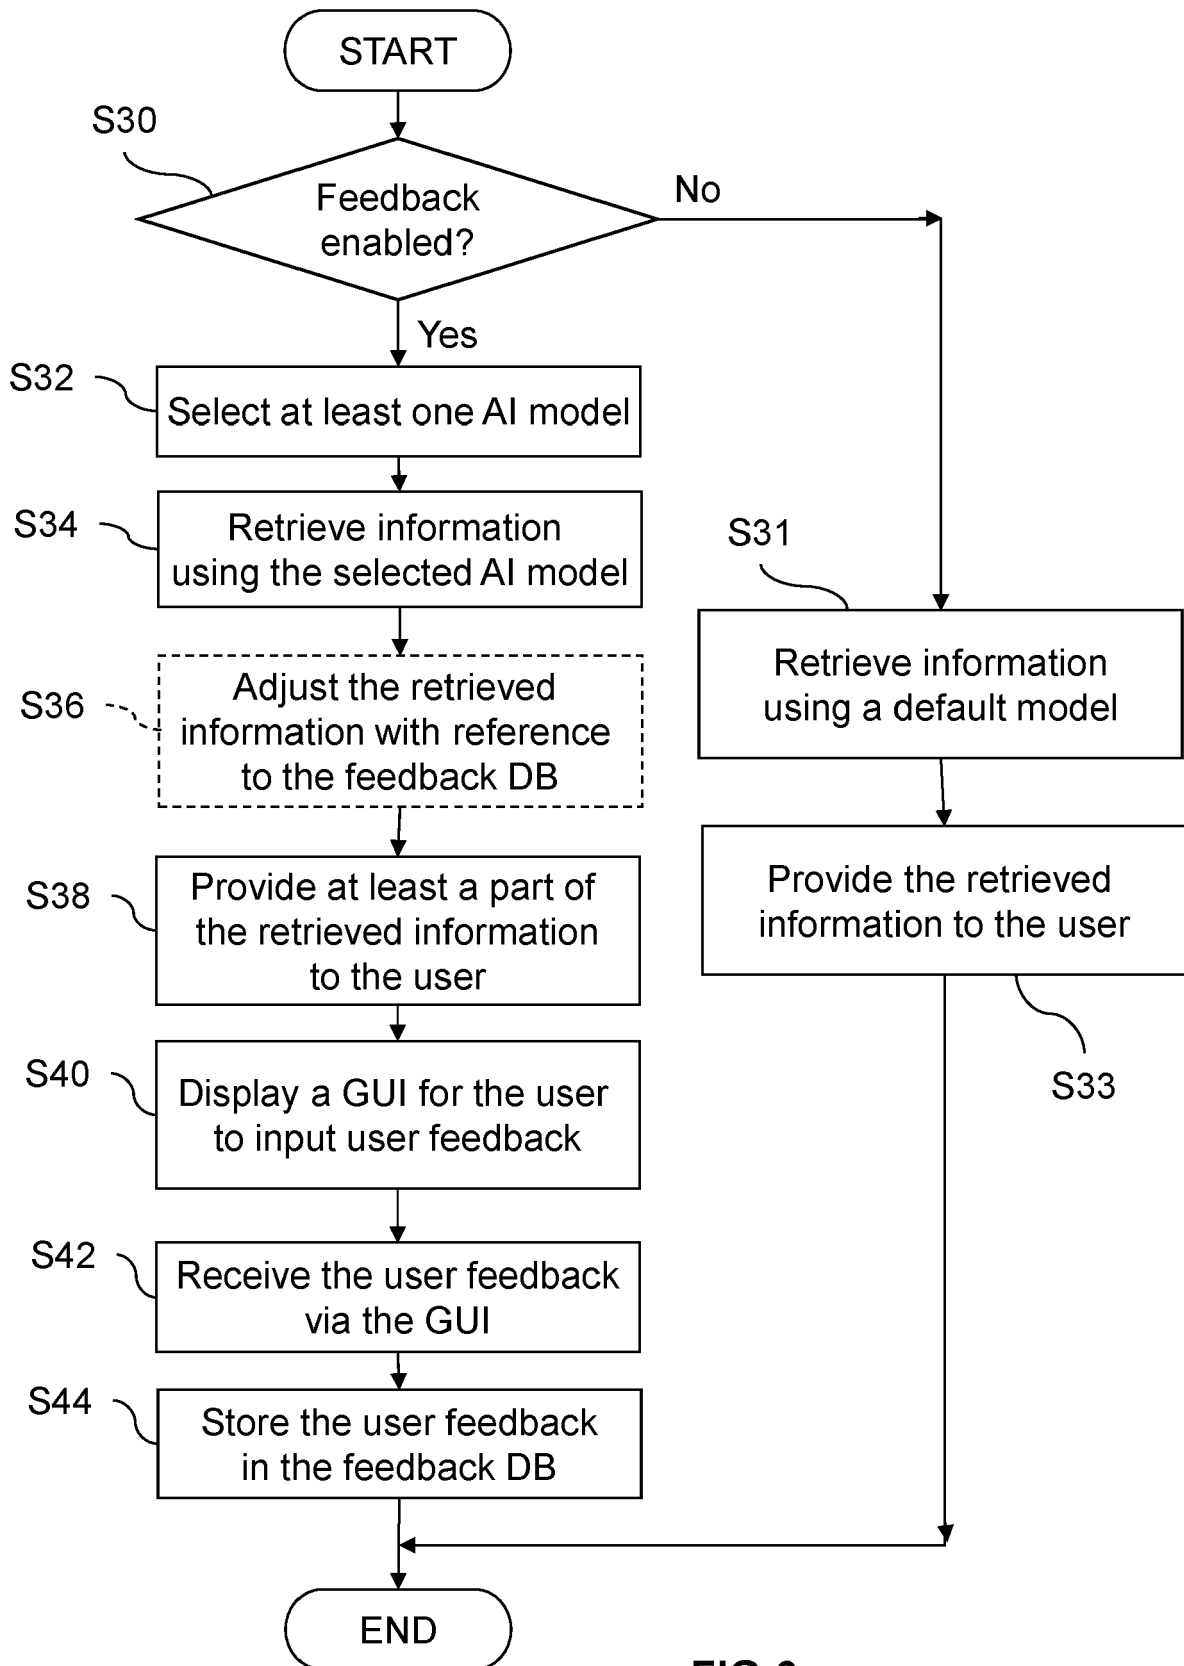 START
S30
Feedback
enabled?
No
Yes
S32
Select at least one AI model
S34
Retrieve information
using the selected AI model
S31
Retrieve information
using a default model
S36
Adjust the retrieved
information with reference
to the feedback DB
S38
Provide at least a part of
the retrieved information
to the user
Provide the retrieved
information to the user
S33
S40
Display a GUI for the user
to input user feedback
S42
Receive the user feedback
via the GUI
S44
Store the user feedback
in the feedback DB
END